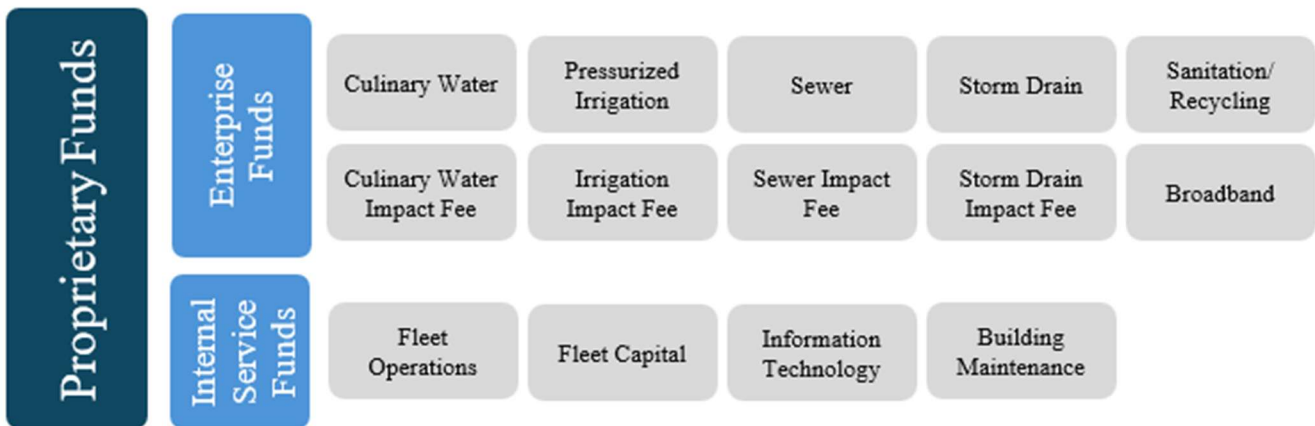 Proprietary Funds
Enterprise
Funds
Culinary Water
Pressurized
Irrigation
Sewer
Storm Drain
Sanitation/
Recycling
Culinary Water
Impact Fee
Irrigation
Impact Fee
Sewer Impact
Fee
Storm Drain
Impact Fee
Broadband
Internal
Service
Funds
Fleet
Operations
Fleet Capital
Information
Technology
Building
Maintenance